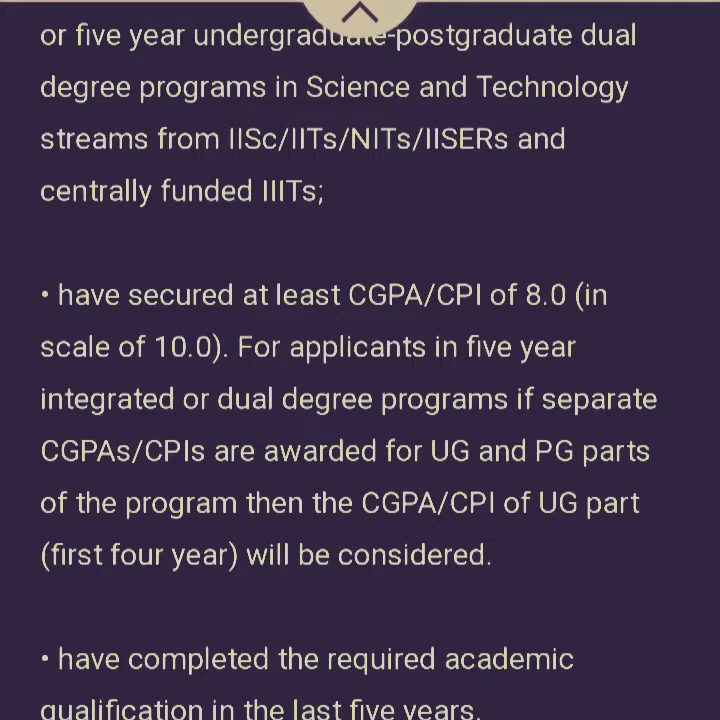 or five year undergraduate-postgraduate dual
degree programs in Science and Technology
streams from IISc/IITs/NITs/IISERs and
centrally funded IIITs;
• have secured at least CGPA/CPI of 8.0 (in
scale of 10.0). For applicants in five year
integrated or dual degree programs if separate
CGPAs/CPIs are awarded for UG and PG parts
of the program then the CGPA/CPI of UG part
(first four year) will be considered.
• have completed the required academic
qualification in the last five years.